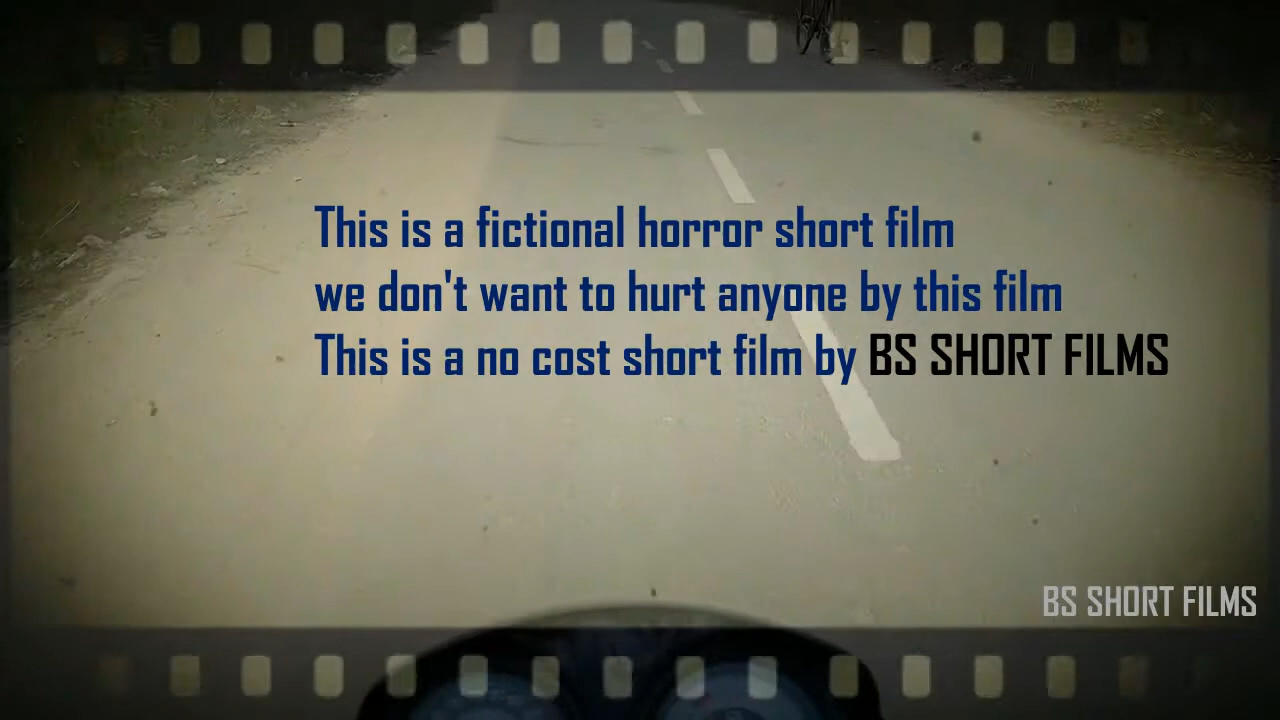 This is a fictional horror short film
we don't want to hurt anyone by this film
This is a no cost short film by BS SHORT FILMS
BS SHORT FILMS